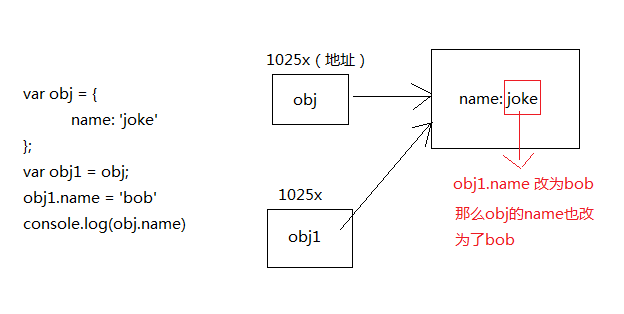 var obj = {
name: 'joke'
};
var obj1 = obj;
obj1.name = 'bob'
console.log(obj.name)
1025x（地址）
obj
1025x
obj1
name: joke
obj1.name 改为bob
那么obj的name也改
为了bob